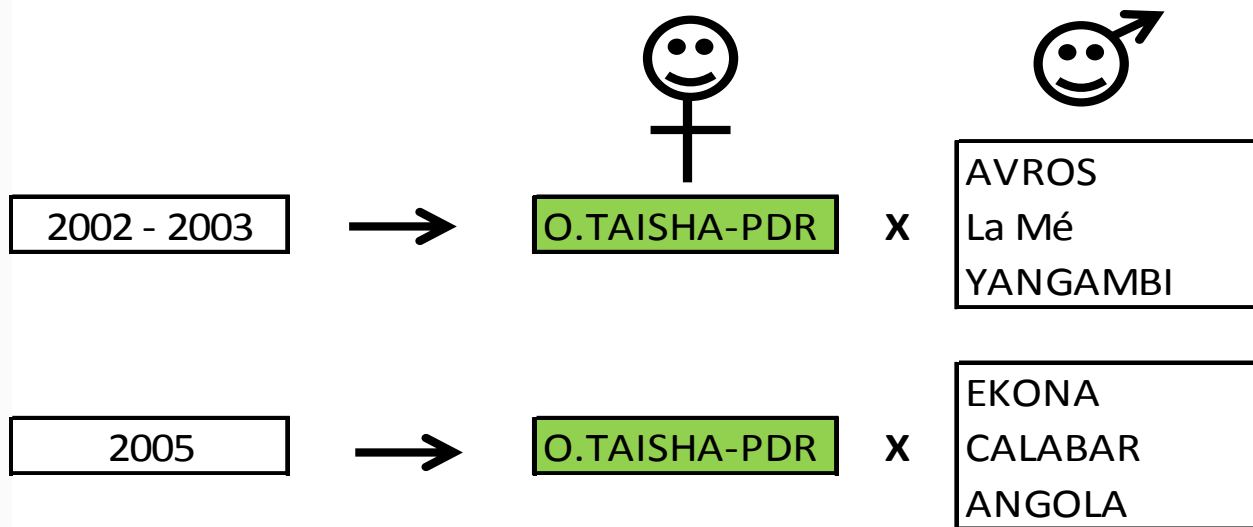 AVROS
2002 - 2003 O.TAISHA-PDR X La Mé
YANGAMBI
EKONA
2005 O.TAISHA-PDR X CALABAR
ANGOLA